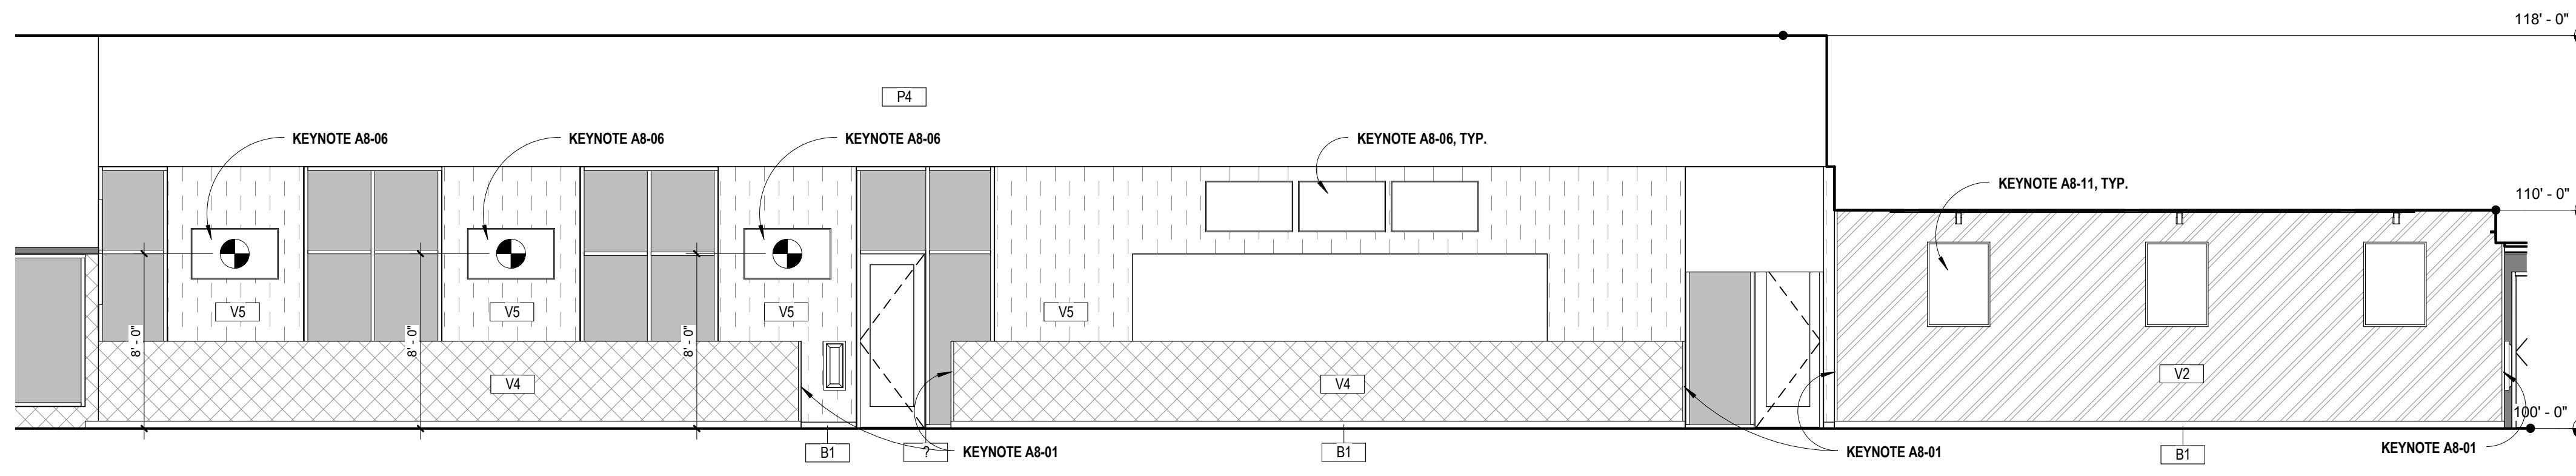 118' - 0"
P4
KEYNOTE A8-06
KEYNOTE A8-06
KEYNOTE A8-06
KEYNOTE A8-06, TYP.
KEYNOTE A8-11, TYP.
110' - 0"
V5
V5
V5
V5
8' - 0"
8' - 0"
8' - 0"
V4
V4
V2
100' - 0"
B1
?
KEYNOTE A8-01
B1
KEYNOTE A8-01
B1
KEYNOTE A8-01